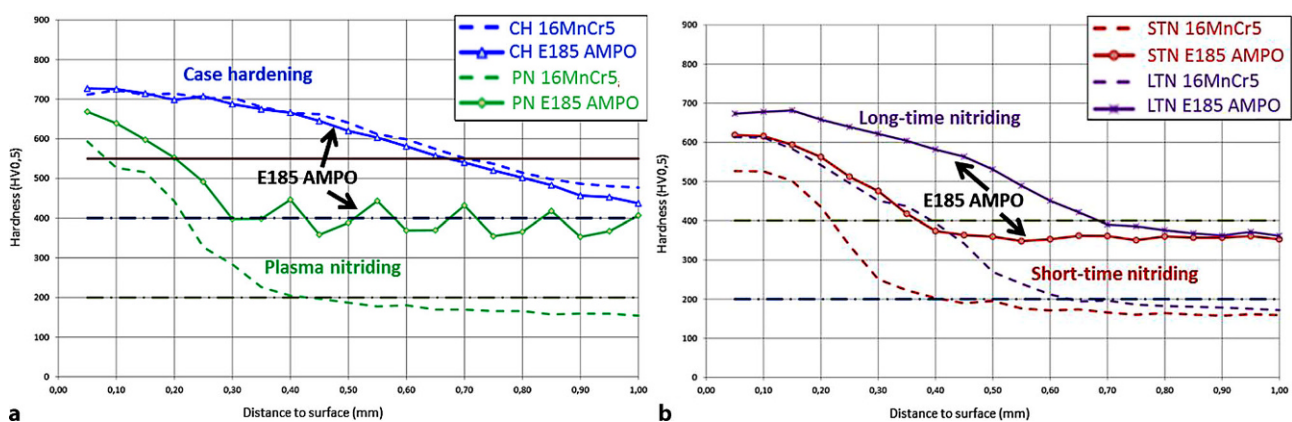 CH 16MnCr5
CH E185 AMPO
PN 16MnCr5,
PN E185 AMPO
Case hardening
E185 AMPO
Plasma nitriding
Hardness (HV0,5)
900
800
700
600
500
400
300
200
100
0
0,00 0,10 0,20 0,30 0,40 0,50 0,60 0,70 0,80 0,90 1,00
Distance to surface (mm)
a
STN 16MnCr5
STN E185 AMPO
LTN 16MnCr5
LTN E185 AMPO
Long-time nitriding
E185 AMPO
Short-time nitriding
Hardness (HV0,5)
900
800
700
600
500
400
300
200
100
0
0,00 0,10 0,20 0,30 0,40 0,50 0,60 0,70 0,80 0,90 1,00
Distance to surface (mm)
b